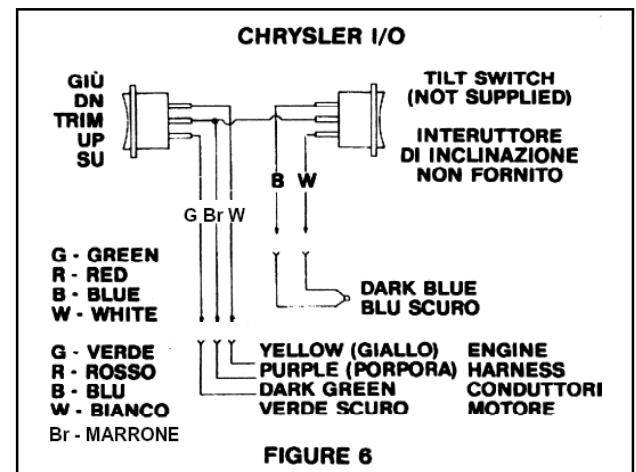 CHRYSLER I/O
GIÙ
DN
TRIM
UP
SU
TILT SWITCH
(NOT SUPPLIED)
INTERUTTORE
DI INCLINAZIONE
NON FORNITO
B W
G Br W
G - GREEN
R - RED
B - BLUE
W - WHITE
DARK BLUE
BLU SCURO
G - VERDE
R - ROSSO
B - BLU
W - BIANCO
Br - MARRONE
YELLOW (GIALLO) ENGINE
PURPLE (PORPORA) HARNESS
DARK GREEN CONDUTTORI
VERDE SCURO MOTORE
FIGURE 6